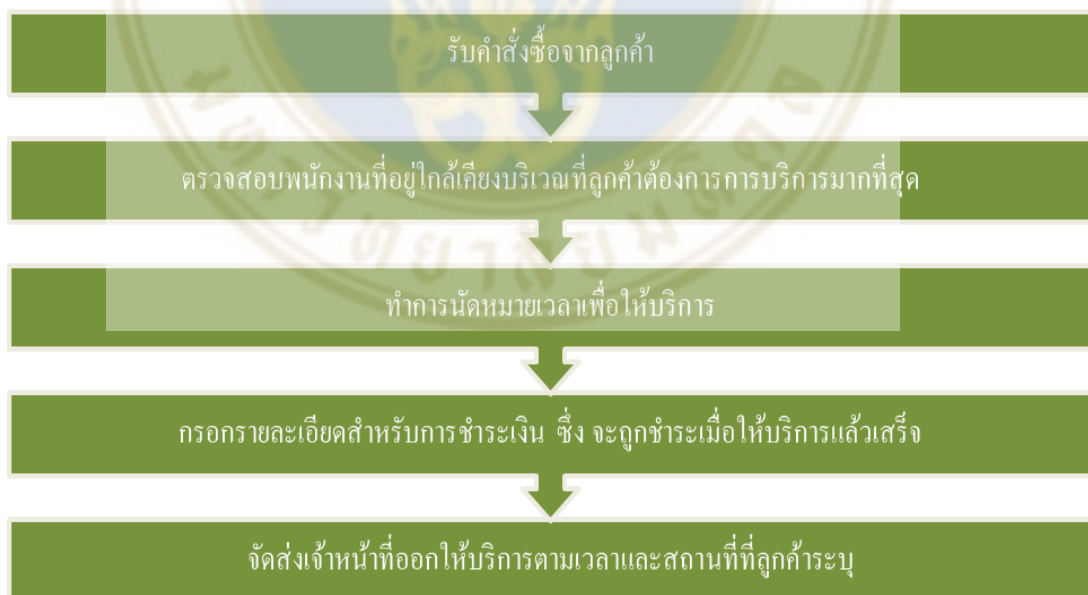 รับคำสั่งซื้อจากลูกค้า
ตรวจสอบพนักงานที่อยู่ใกล้เคียงบริเวณที่ลูกค้าต้องการการบริการมากที่สุด
ทำการนัดหมายเวลาเพื่อให้บริการ
กรอกรายละเอียดสำหรับการชำระเงิน ซึ่ง จะถูกชำระเมื่อให้บริการแล้วเสร็จ
จัดส่งเจ้าหน้าที่ออกให้บริการตามเวลาและสถานที่ที่ลูกค้าระบุ